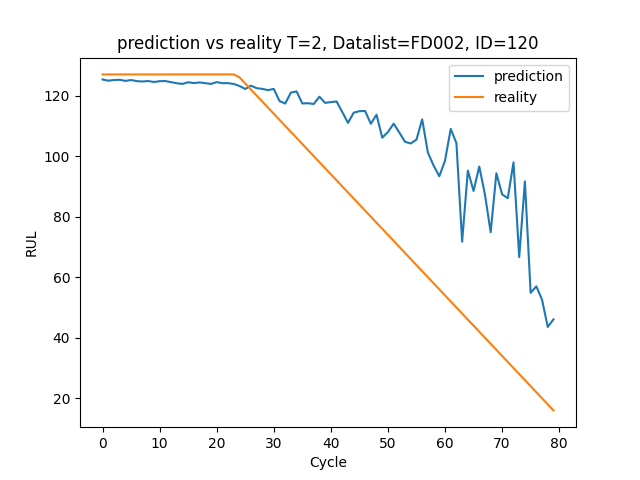 prediction vs reality T=2, Datalist=FD002, ID=120
prediction
reality
120
100
80
60
40
20
RUL
0 10 20 30 40 50 60 70 80
Cycle